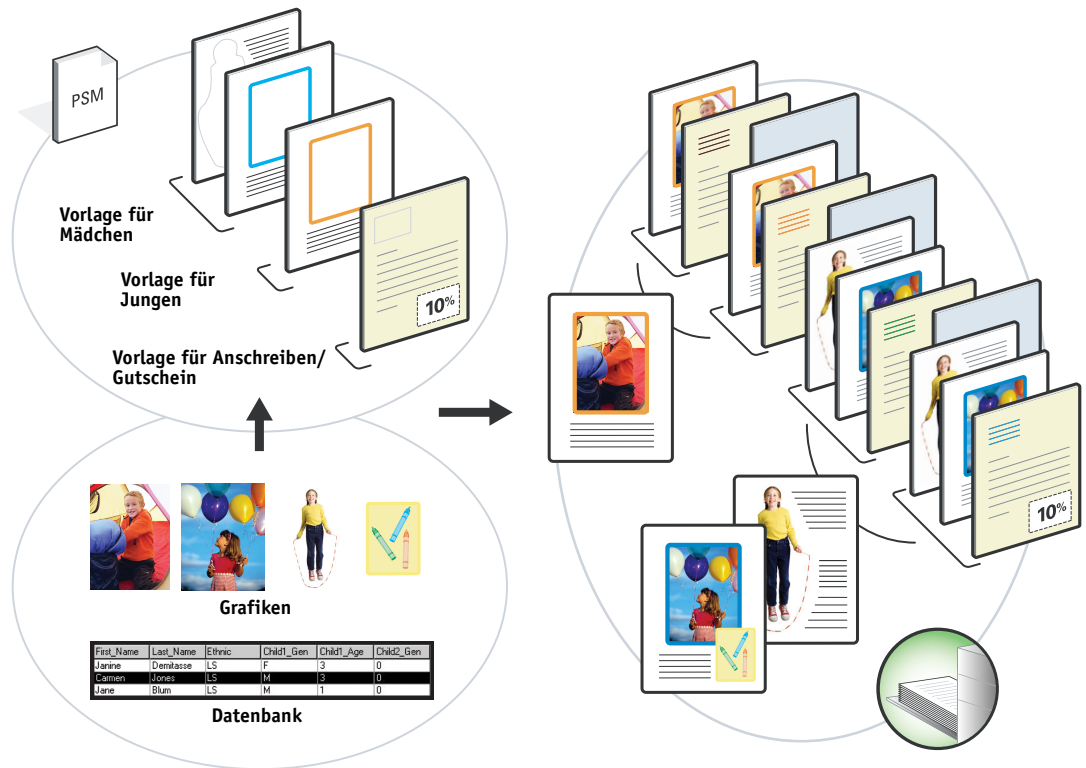 PSM
Vorlage für
Mädchen
Vorlage für
Jungen
10%
Vorlage für Anschreiben/
Gutschein
Grafiken
First_Name Last_Name Ethnic Child1_Gen Child1_Age Child2_Gen
Janine Demitasse LS F 3 0
Carmen Jones LS M 3 0
Jane Blum LS M 1 0
Datenbank
10%